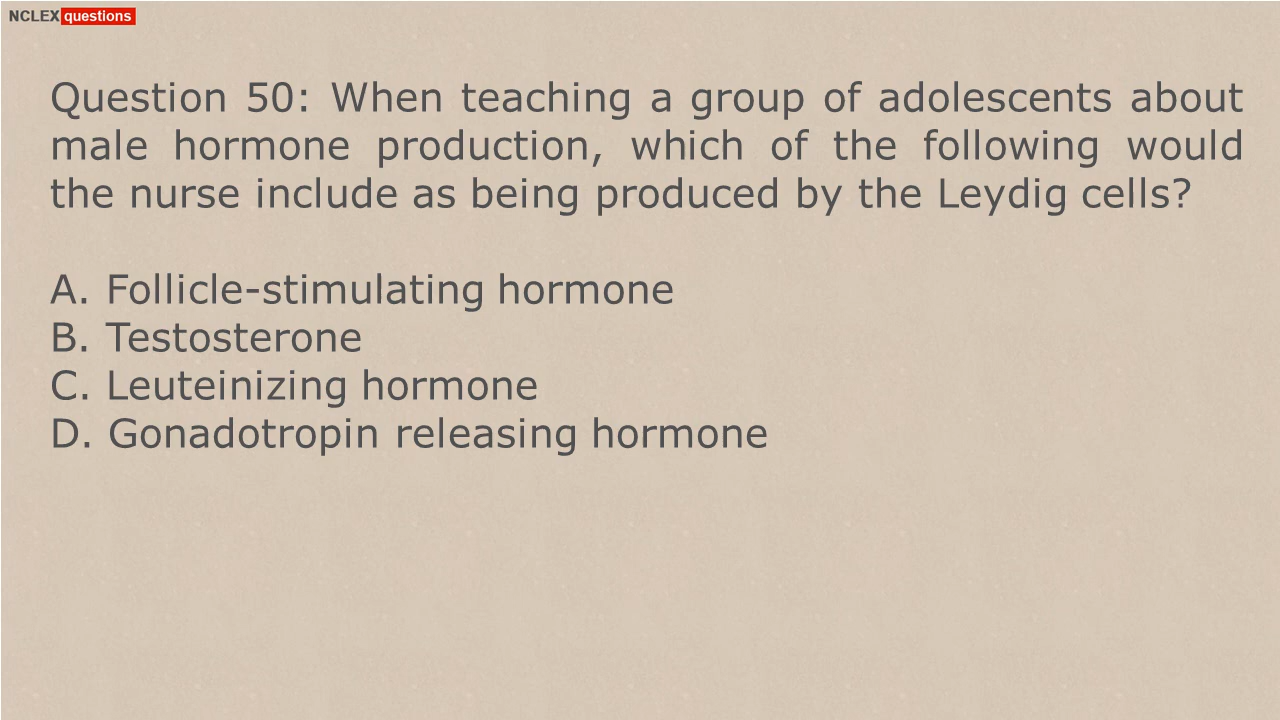 NCLEX questions
Question 50: When teaching a group of adolescents about
male hormone production, which of the following would
the nurse include as being produced by the Leydig cells?
A. Follicle-stimulating hormone
B. Testosterone
C. Leuteinizing hormone
D. Gonadotropin releasing hormone